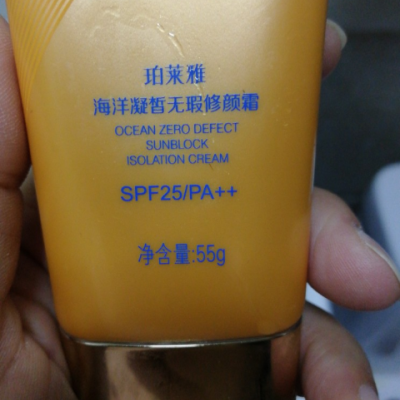 珀莱雅
海洋凝皙无瑕修颜霜
OCEAN ZERO DEFECT
SUNBLOCK
ISOLATION CREAM
SPF25/PA++
净含量:55g